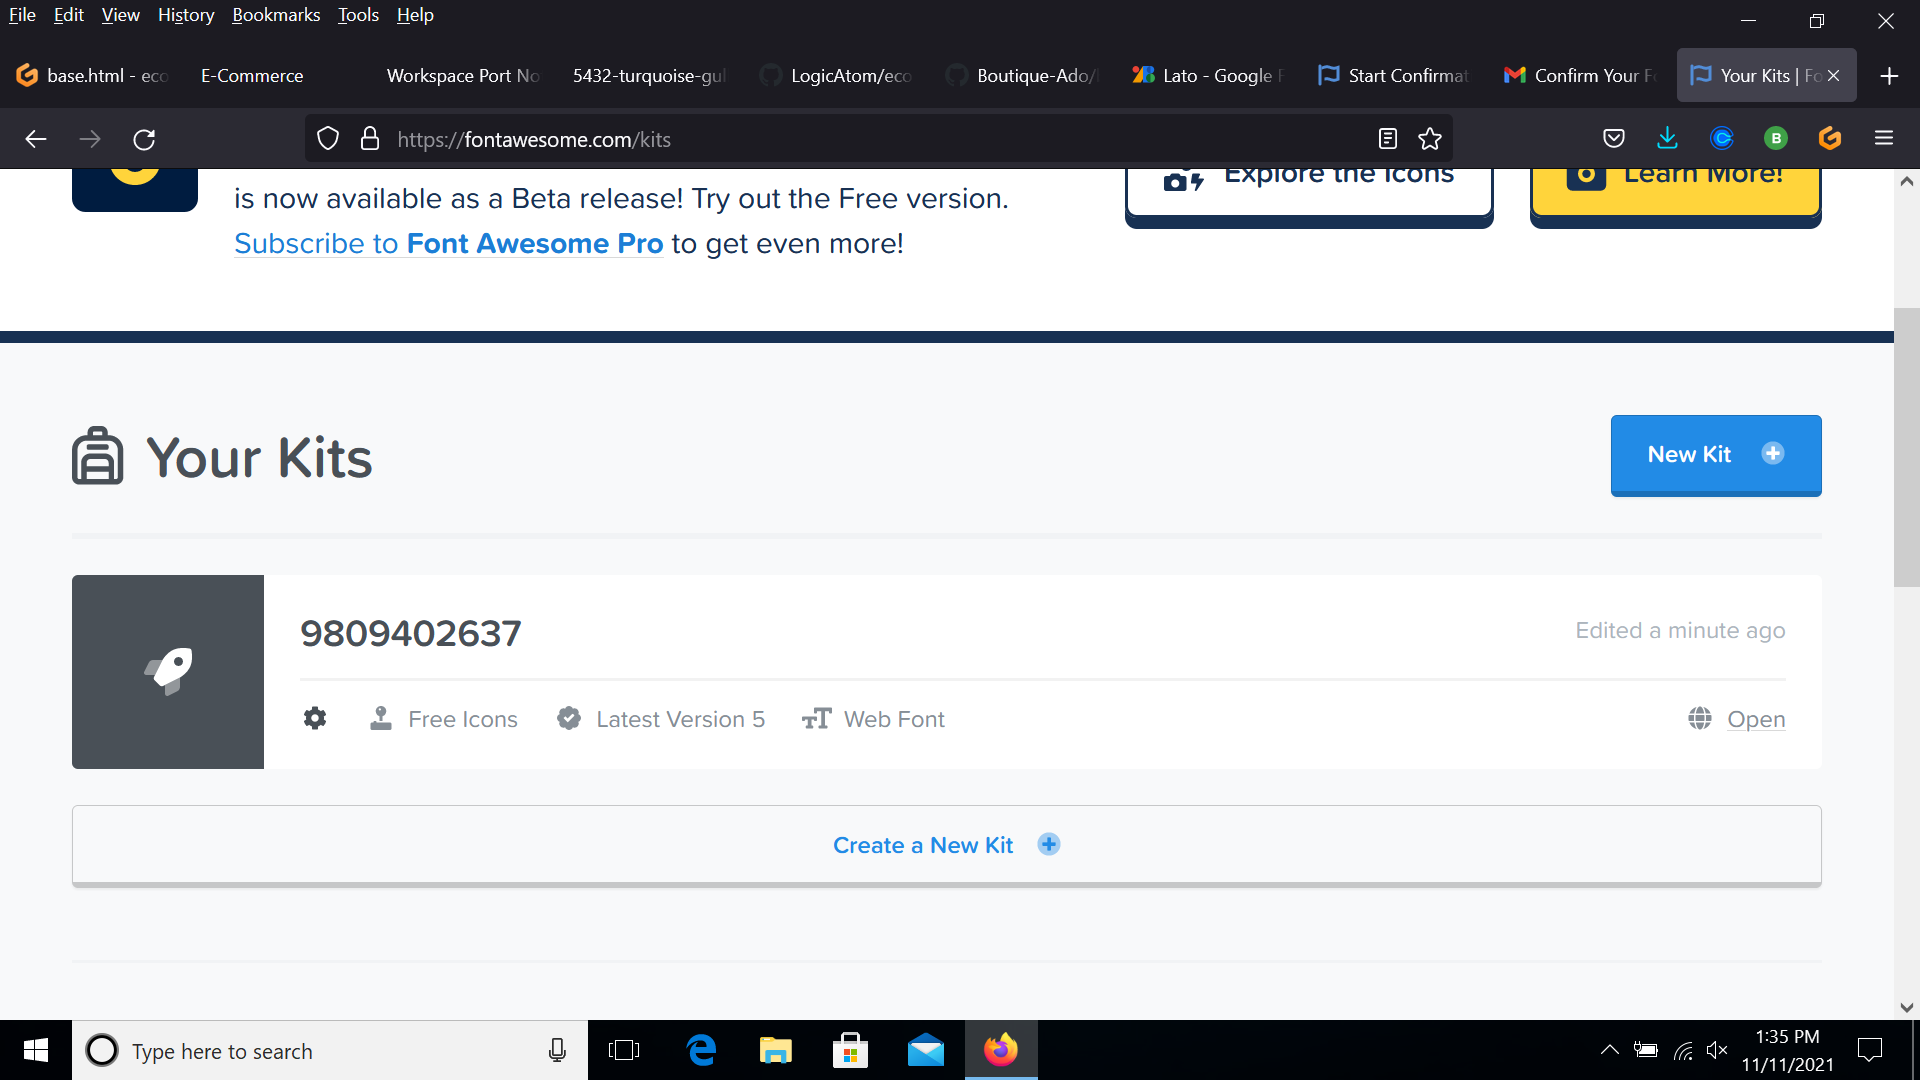 File Edit View History Bookmarks Tools Help
base.html - eco E-Commerce Workspace Port No 5432-turquoise-gul LogicAtom/eco Boutique-Ado/ Lato - Google F Start Confirmat Confirm Your Fo Your Kits | Fo
https://fontawesome.com/kits
is now available as a Beta release! Try out the Free version.
Subscribe to Font Awesome Pro to get even more!
Explore the Icons
Learn More!
Your Kits
New Kit
9809402637
Edited a minute ago
Free Icons Latest Version 5 Web Font Open
Create a New Kit
Type here to search
1:35 PM
11/11/2021